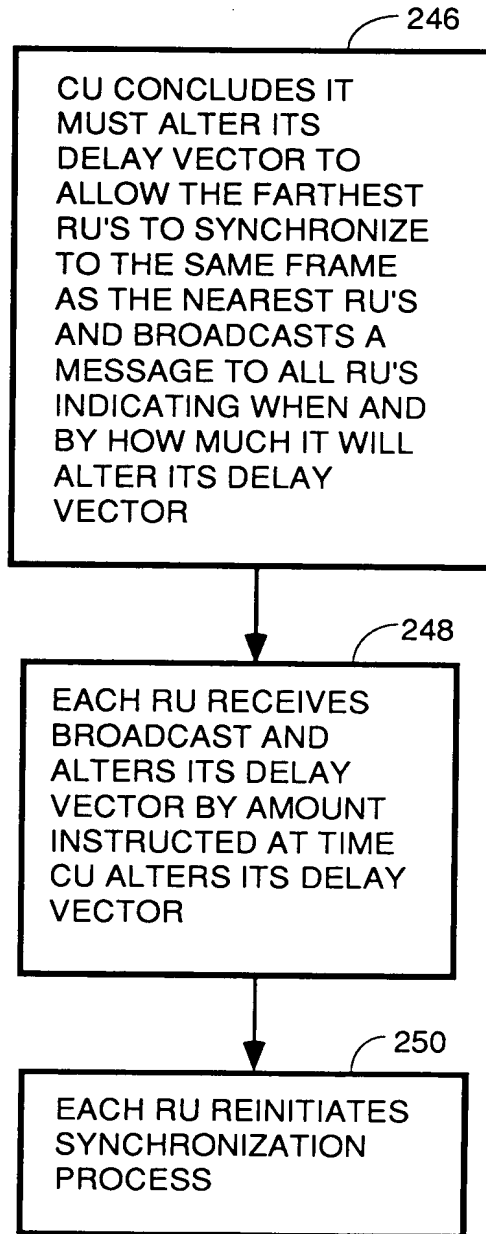 246
CU CONCLUDES IT
MUST ALTER ITS
DELAY VECTOR TO
ALLOW THE FARTHEST
RU'S TO SYNCHRONIZE
TO THE SAME FRAME
AS THE NEAREST RU'S
AND BROADCASTS A
MESSAGE TO ALL RU'S
INDICATING WHEN AND
BY HOW MUCH IT WILL
ALTER ITS DELAY
VECTOR
248
EACH RU RECEIVES
BROADCAST AND
ALTERS ITS DELAY
VECTOR BY AMOUNT
INSTRUCTED AT TIME
CU ALTERS ITS DELAY
VECTOR
250
EACH RU REINITIATES
SYNCHRONIZATION
PROCESS